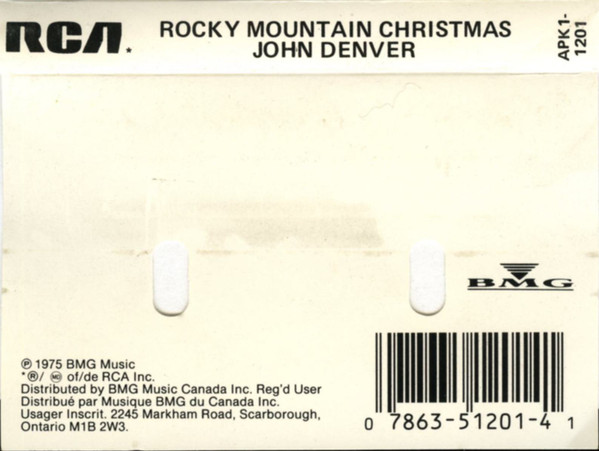 RCA.
ROCKY MOUNTAIN CHRISTMAS
JOHN DENVER
APK1-
1201
BMG
Ⓟ 1975 BMG Music
*®/ of/de RCA Inc.
Distributed by BMG Music Canada Inc. Reg'd User
Distribué par Musique BMG du Canada Inc.
Usager Inscrit. 2245 Markham Road, Scarborough,
Ontario M1B 2W3.
0 7863-51201-4 1